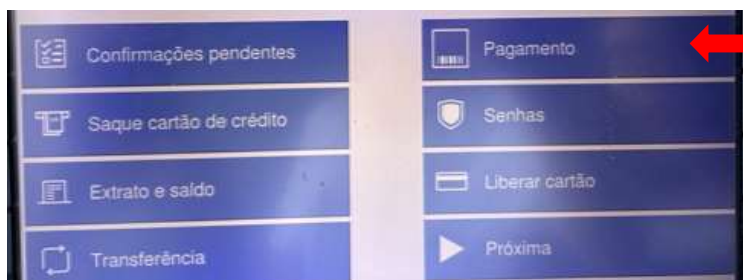 Confirmações pendentes
Pagamento
Saque cartão de crédito
Senhas
Extrato e saldo
Liberar cartão
Transferência
Próxima